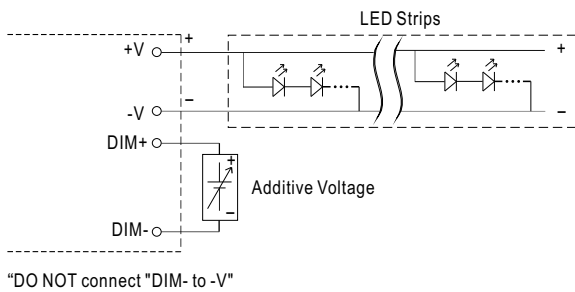 LED Strips
+V + +
-V – –
DIM+
+
Additive Voltage
–
DIM-
“DO NOT connect "DIM- to -V"